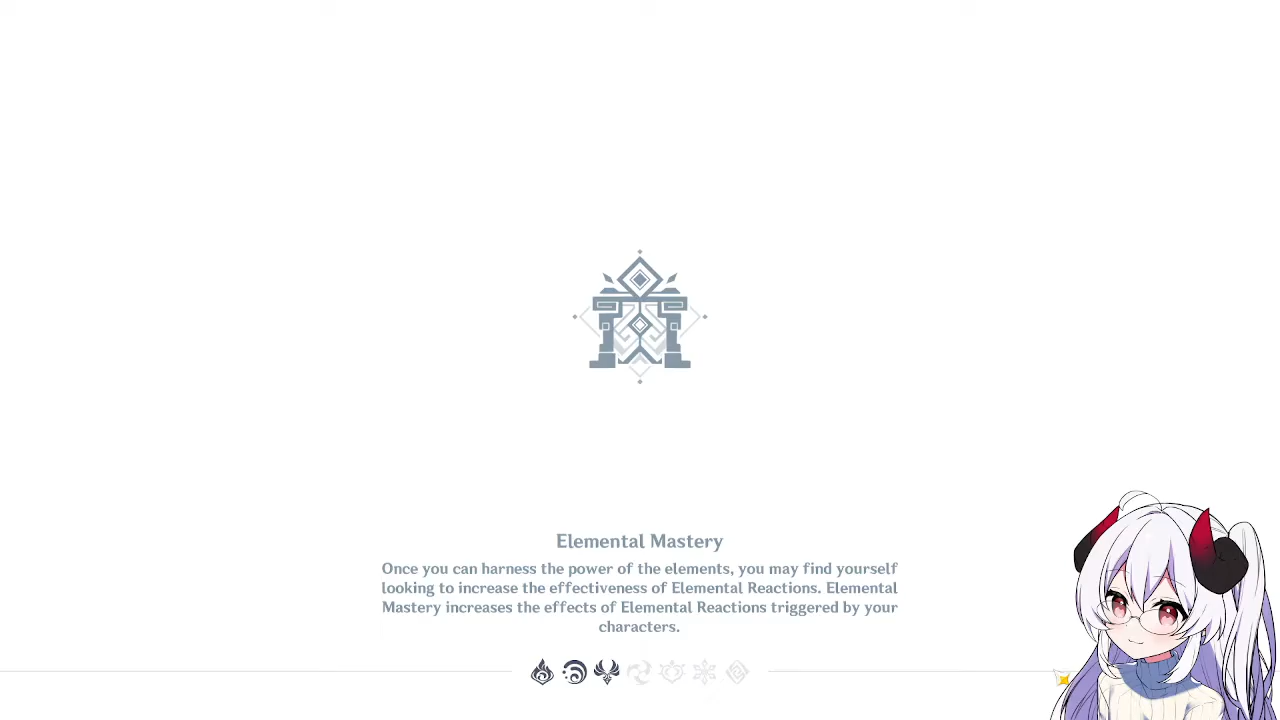 Elemental Mastery
Once you can harness the power of the elements, you may find yourself
looking to increase the effectiveness of Elemental Reactions. Elemental
Mastery increases the effects of Elemental Reactions triggered by your
characters.